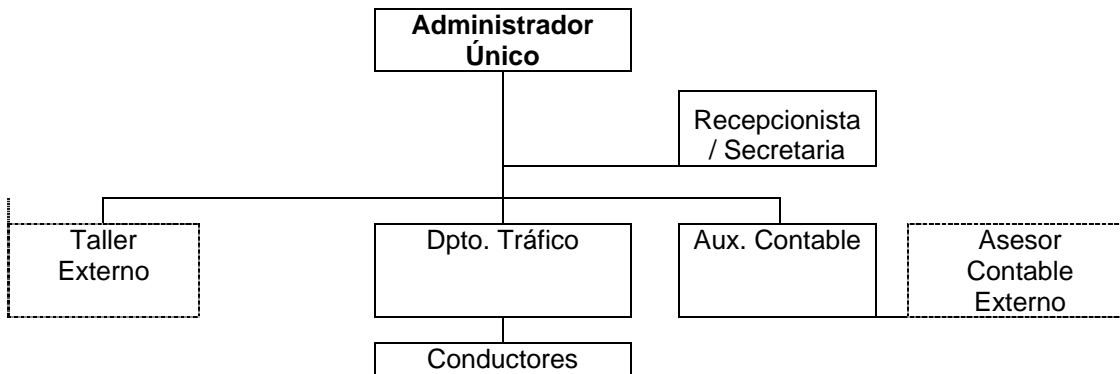 Administrador
Único
Recepcionista
/ Secretaria
Taller
Externo
Dpto. Tráfico
Aux. Contable
Asesor
Contable
Externo
Conductores